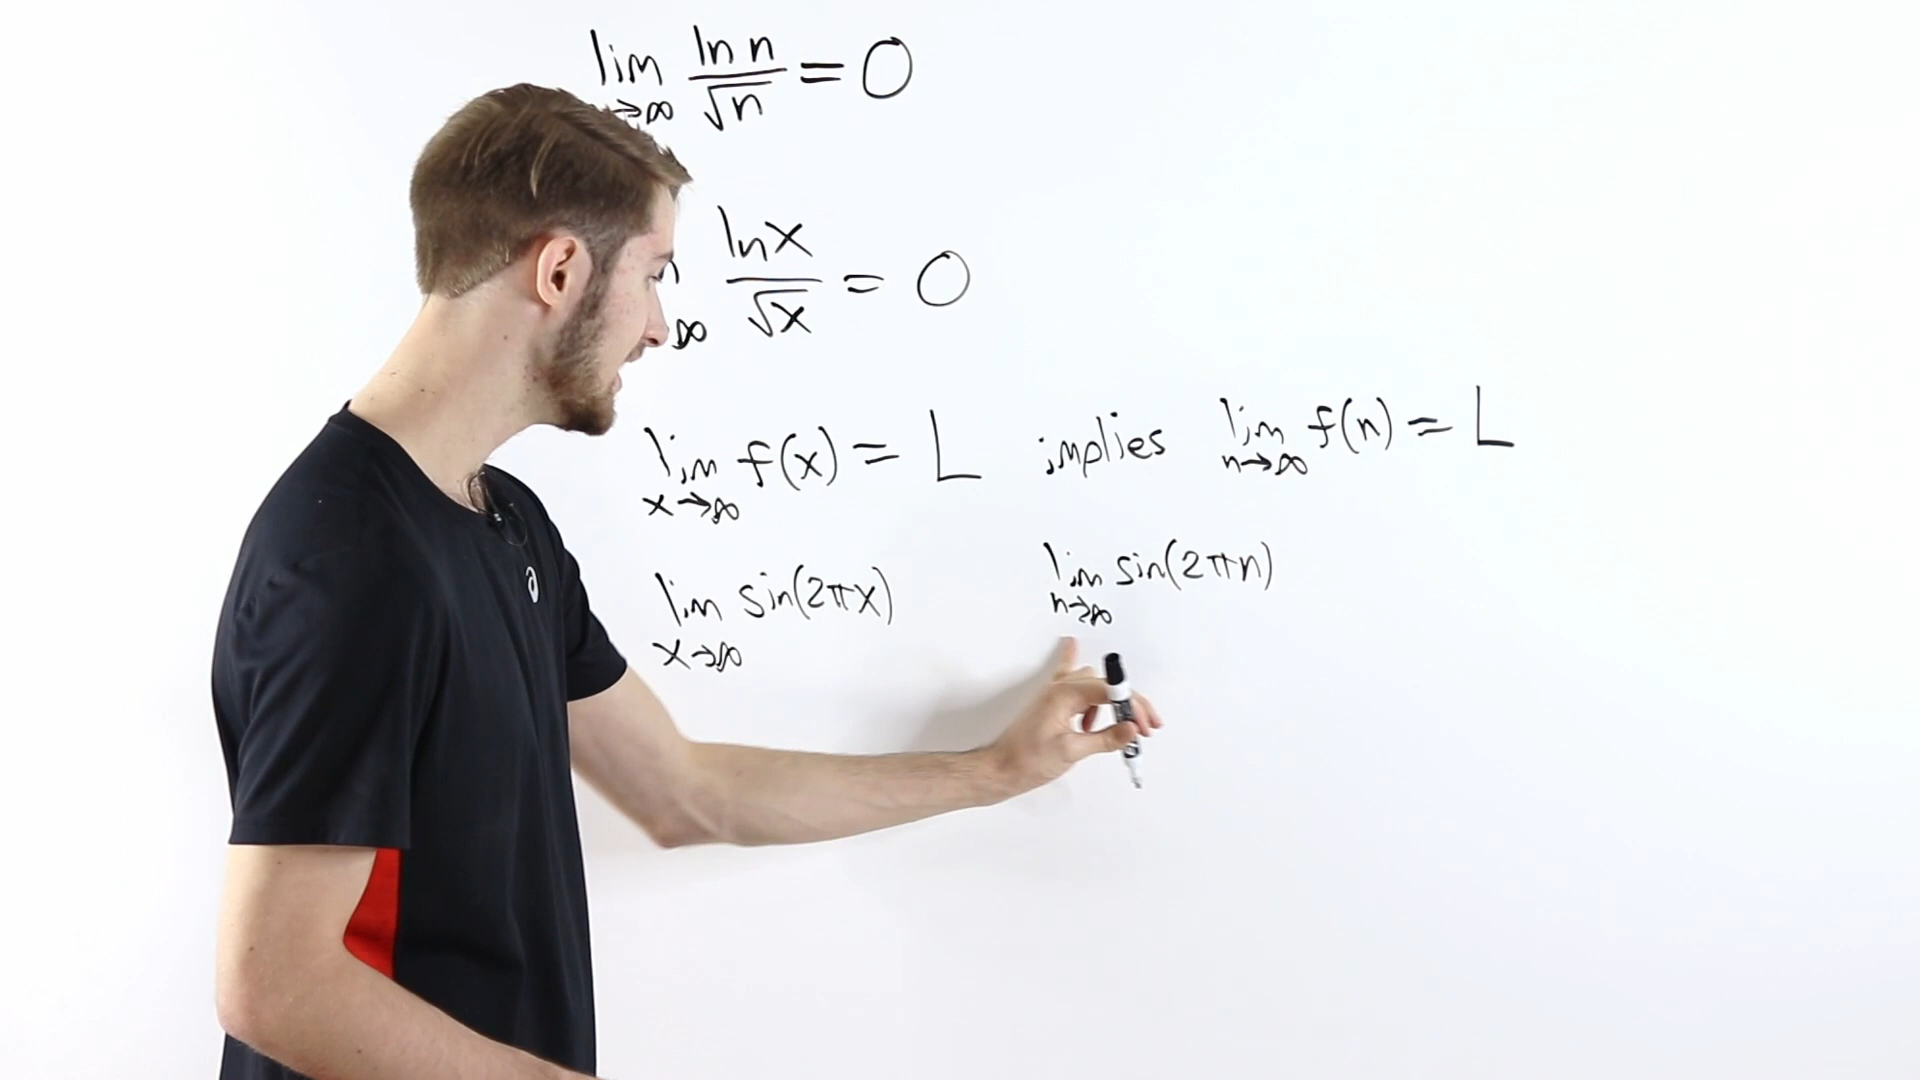 lim ln n / √n = 0
→∞
ln x / √x = 0
∞
lim f(x) = L implies lim f(n) = L
x→∞ n→∞
lim sin(2πx) lim sin(2πn)
x→∞ n→∞